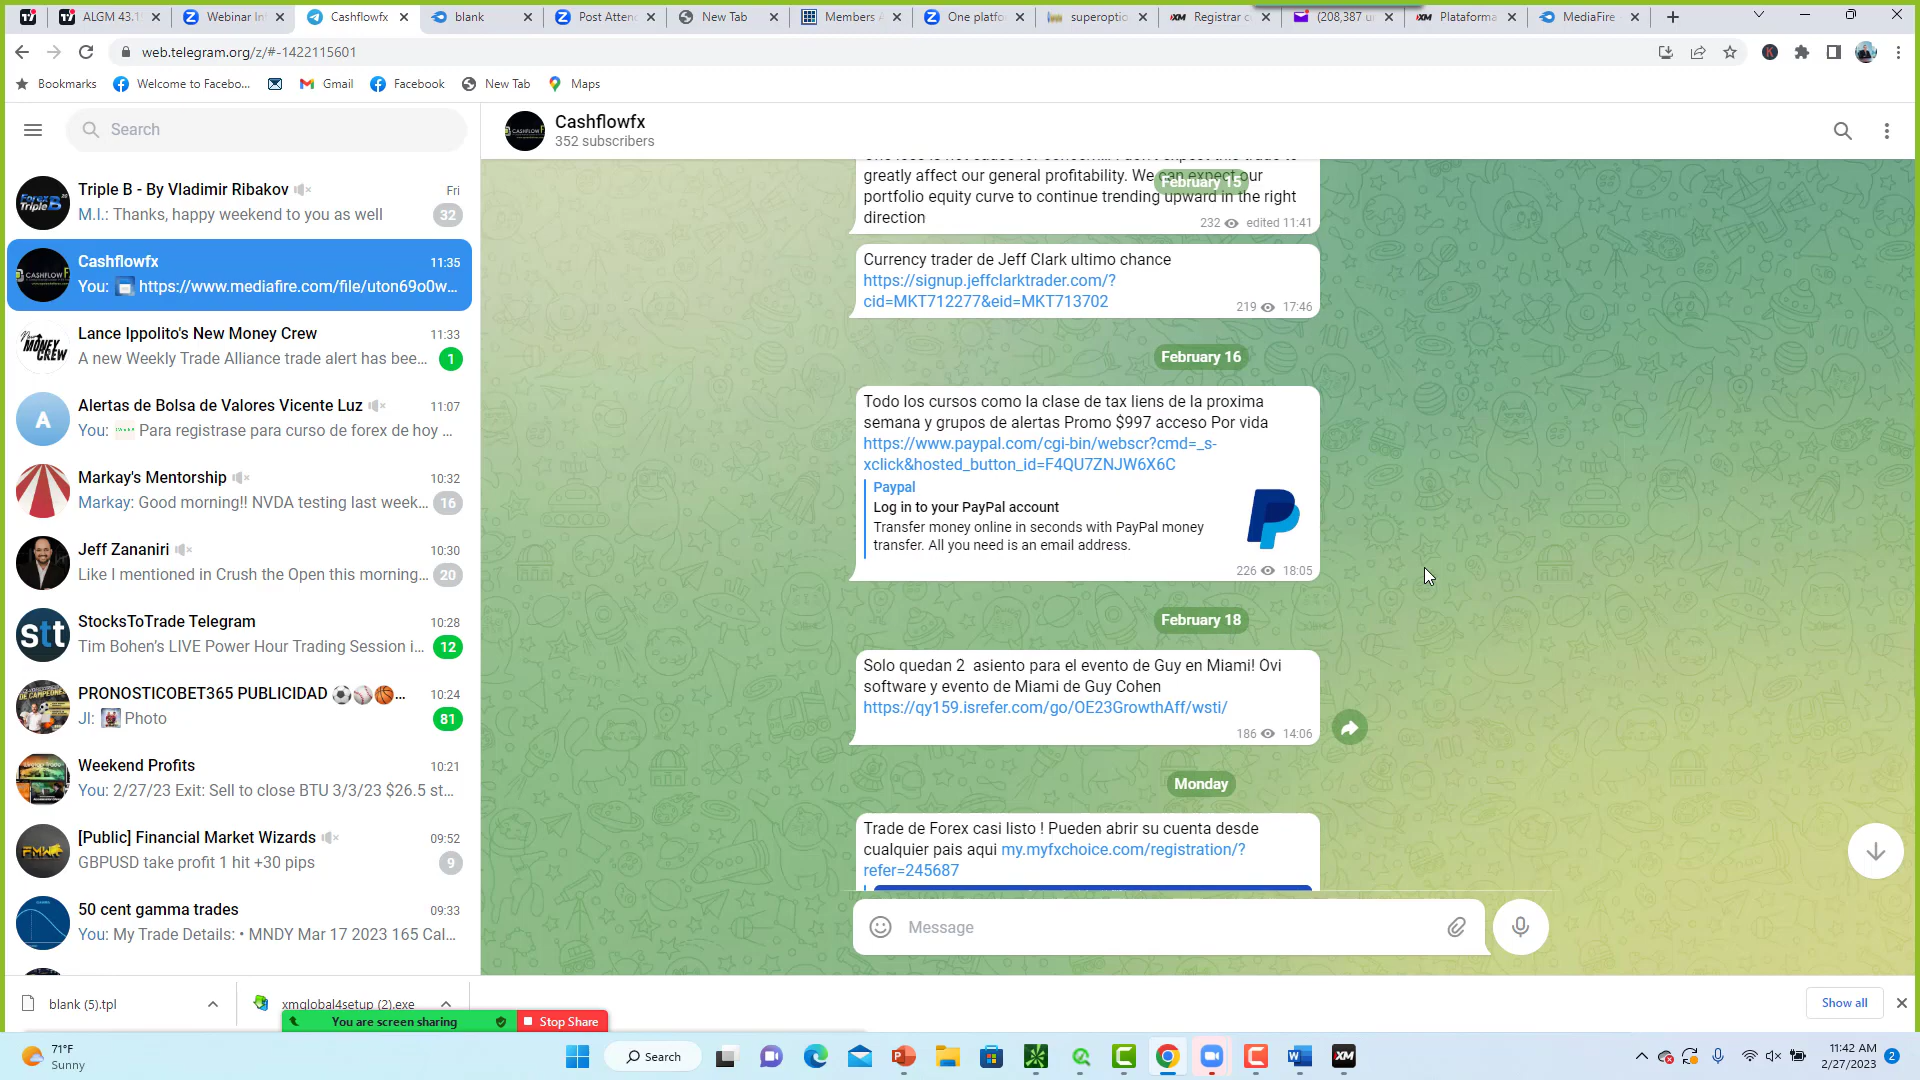 ALGM 43.1
Webinar In
Cashflowfx
blank
Post Atten
New Tab
Members
One platfo
superoptio
Registrar c
(208,387 u
Plataforma
MediaFire
web.telegram.org/z/#-1422115601
Bookmarks
Welcome to Facebo...
Gmail
Facebook
New Tab
Maps
Search
Triple B - By Vladimir Ribakov
Fri
M.I.: Thanks, happy weekend to you as well
32
Cashflowfx
11:35
You: https://www.mediafire.com/file/uton69o0w...
Lance Ippolito's New Money Crew
11:33
A new Weekly Trade Alliance trade alert has bee...
1
A
Alertas de Bolsa de Valores Vicente Luz
11:07
You: Para registrase para curso de forex de hoy ...
Markay's Mentorship
10:32
Markay: Good morning!! NVDA testing last week...
16
Jeff Zananiri
10:30
Like I mentioned in Crush the Open this morning...
20
stt
StocksToTrade Telegram
10:28
Tim Bohen's LIVE Power Hour Trading Session i...
12
PRONOSTICOBET365 PUBLICIDAD ⚽⚾🏀...
10:24
JI: Photo
81
Weekend Profits
10:21
You: 2/27/23 Exit: Sell to close BTU 3/3/23 $26.5 st...
[Public] Financial Market Wizards
09:52
GBPUSD take profit 1 hit +30 pips
9
50 cent gamma trades
09:33
You: My Trade Details: • MNDY Mar 17 2023 165 Cal...
Cashflowfx
352 subscribers
greatly affect our general profitability. We can expect our
February 15
portfolio equity curve to continue trending upward in the right
direction
232 edited 11:41
Currency trader de Jeff Clark ultimo chance
https://signup.jeffclarktrader.com/?
cid=MKT712277&eid=MKT713702
219 17:46
February 16
Todo los cursos como la clase de tax liens de la proxima
semana y grupos de alertas Promo $997 acceso Por vida
https://www.paypal.com/cgi-bin/webscr?cmd=_s-
xclick&hosted_button_id=F4QU7ZNJW6X6C
Paypal
Log in to your PayPal account
Transfer money online in seconds with PayPal money
transfer. All you need is an email address.
226 18:05
February 18
Solo quedan 2  asiento para el evento de Guy en Miami! Ovi
software y evento de Miami de Guy Cohen
https://qy159.isrefer.com/go/OE23GrowthAff/wsti/
186 14:06
Monday
Trade de Forex casi listo ! Pueden abrir su cuenta desde
cualquier pais aqui my.myfxchoice.com/registration/?
refer=245687
Message
blank (5).tpl
xmglobal4setup (2).exe
Show all
You are screen sharing
Stop Share
71°F
Sunny
Search
XM
11:42 AM
2/27/2023
2